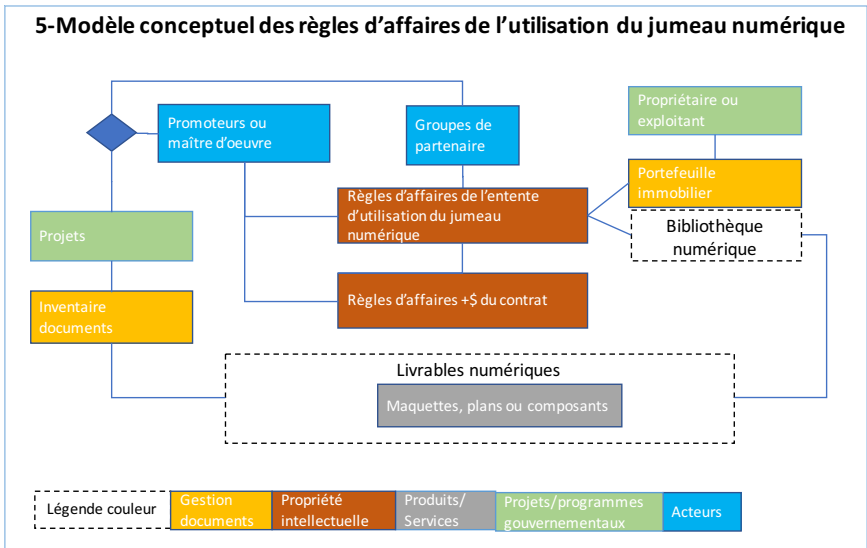 5-Modèle conceptuel des règles d’affaires de l’utilisation du jumeau numérique
Promoteurs ou
maître d’oeuvre
Groupes de
partenaire
Propriétaire ou
exploitant
Portefeuille
immobilier
Règles d’affaires de l’entente
d’utilisation du jumeau
numérique
Bibliothèque
numérique
Projets
Règles d’affaires +$ du contrat
Inventaire
documents
Livrables numériques
Maquettes, plans ou composants
Légende couleur
Gestion
documents
Propriété
intellectuelle
Produits/
Services
Projets/programmes
gouvernementaux
Acteurs